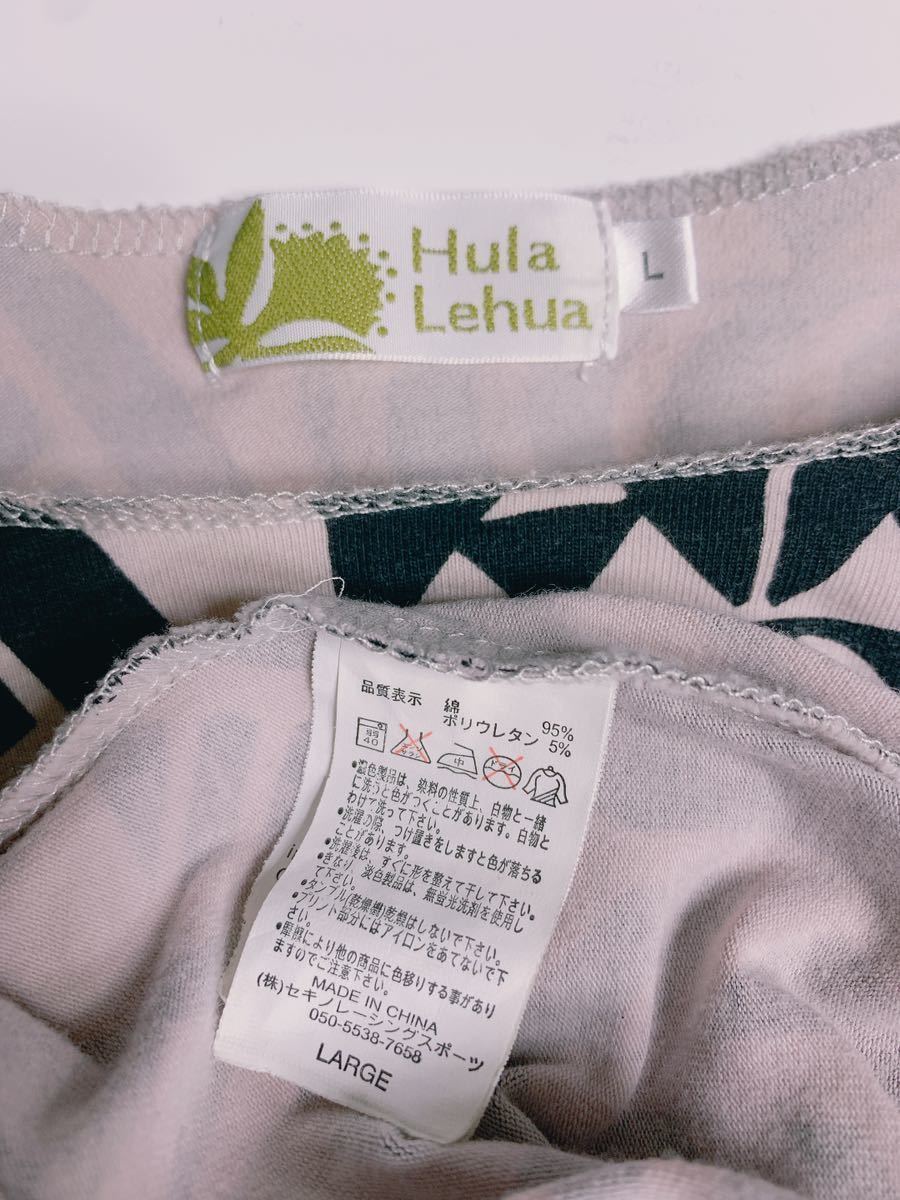 Hula
Lehua
L
品質表示 綿 95%
ポリウレタン 5%
40
エンソ
サラシ
中
ドライ
●濃色製品は、染料の性質上、白物と一緒
に洗うと色がつくことがあります。白物と
わけて洗って下さい。
●洗濯の際、つけ置きをしますと色が落ちる
ことがあります。
●洗濯後は、すぐに形を整えて干して下さい。
●きなり、淡色製品は、無蛍光洗剤を使用し
て下さい。
●タンブル(乾燥機)乾燥はしないで下さい。
●プリント部分にはアイロンをあてないで下
さい。
●摩擦により他の商品に色移りする事があり
ますのでご注意下さい。
MADE IN CHINA
(株)セキノレーシングスポーツ
050-5538-7658
LARGE